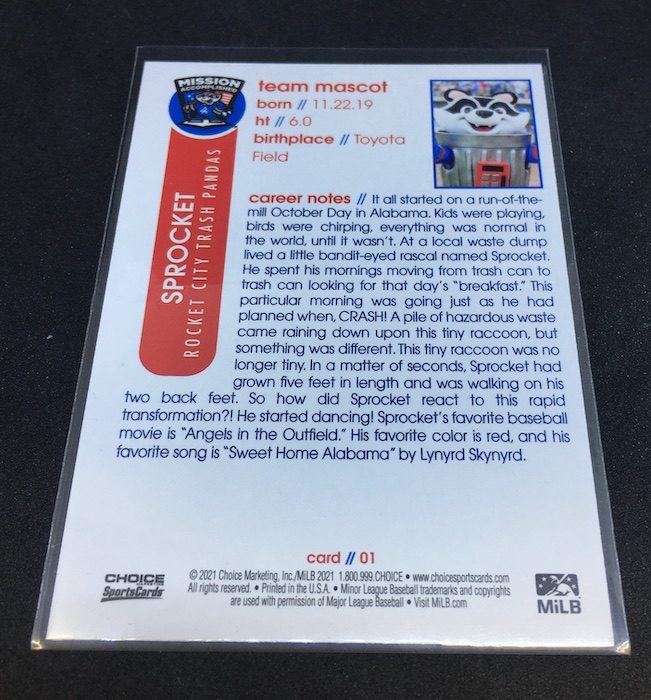 MISSION
ACCOMPLISHED
SPROCKET
ROCKET CITY TRASH PANDAS
team mascot
born // 11.22.19
ht // 6.0
birthplace // Toyota
Field
career notes // It all started on a run-of-the-
mill October Day in Alabama. Kids were playing,
birds were chirping, everything was normal in
the world, until it wasn't. At a local waste dump
lived a little bandit-eyed rascal named Sprocket.
He spent his mornings moving from trash can to
trash can looking for that day's "breakfast." This
particular morning was going just as he had
planned when, CRASH! A pile of hazardous waste
came raining down upon this tiny raccoon, but
something was different. This tiny raccoon was no
longer tiny. In a matter of seconds, Sprocket had
grown five feet in length and was walking on his
two back feet. So how did Sprocket react to this rapid
transformation?! He started dancing! Sprocket's favorite baseball
movie is "Angels in the Outfield." His favorite color is red, and his
favorite song is "Sweet Home Alabama" by Lynyrd Skynyrd.
card // 01
CHOICE
SportsCards
© 2021 Choice Marketing, Inc./MiLB 2021 1.800.999.CHOICE • www.choicesportscards.com
All rights reserved. • Printed in the U.S.A. • Minor League Baseball trademarks and copyrights
are used with permission of Major League Baseball • Visit MiLB.com
MiLB